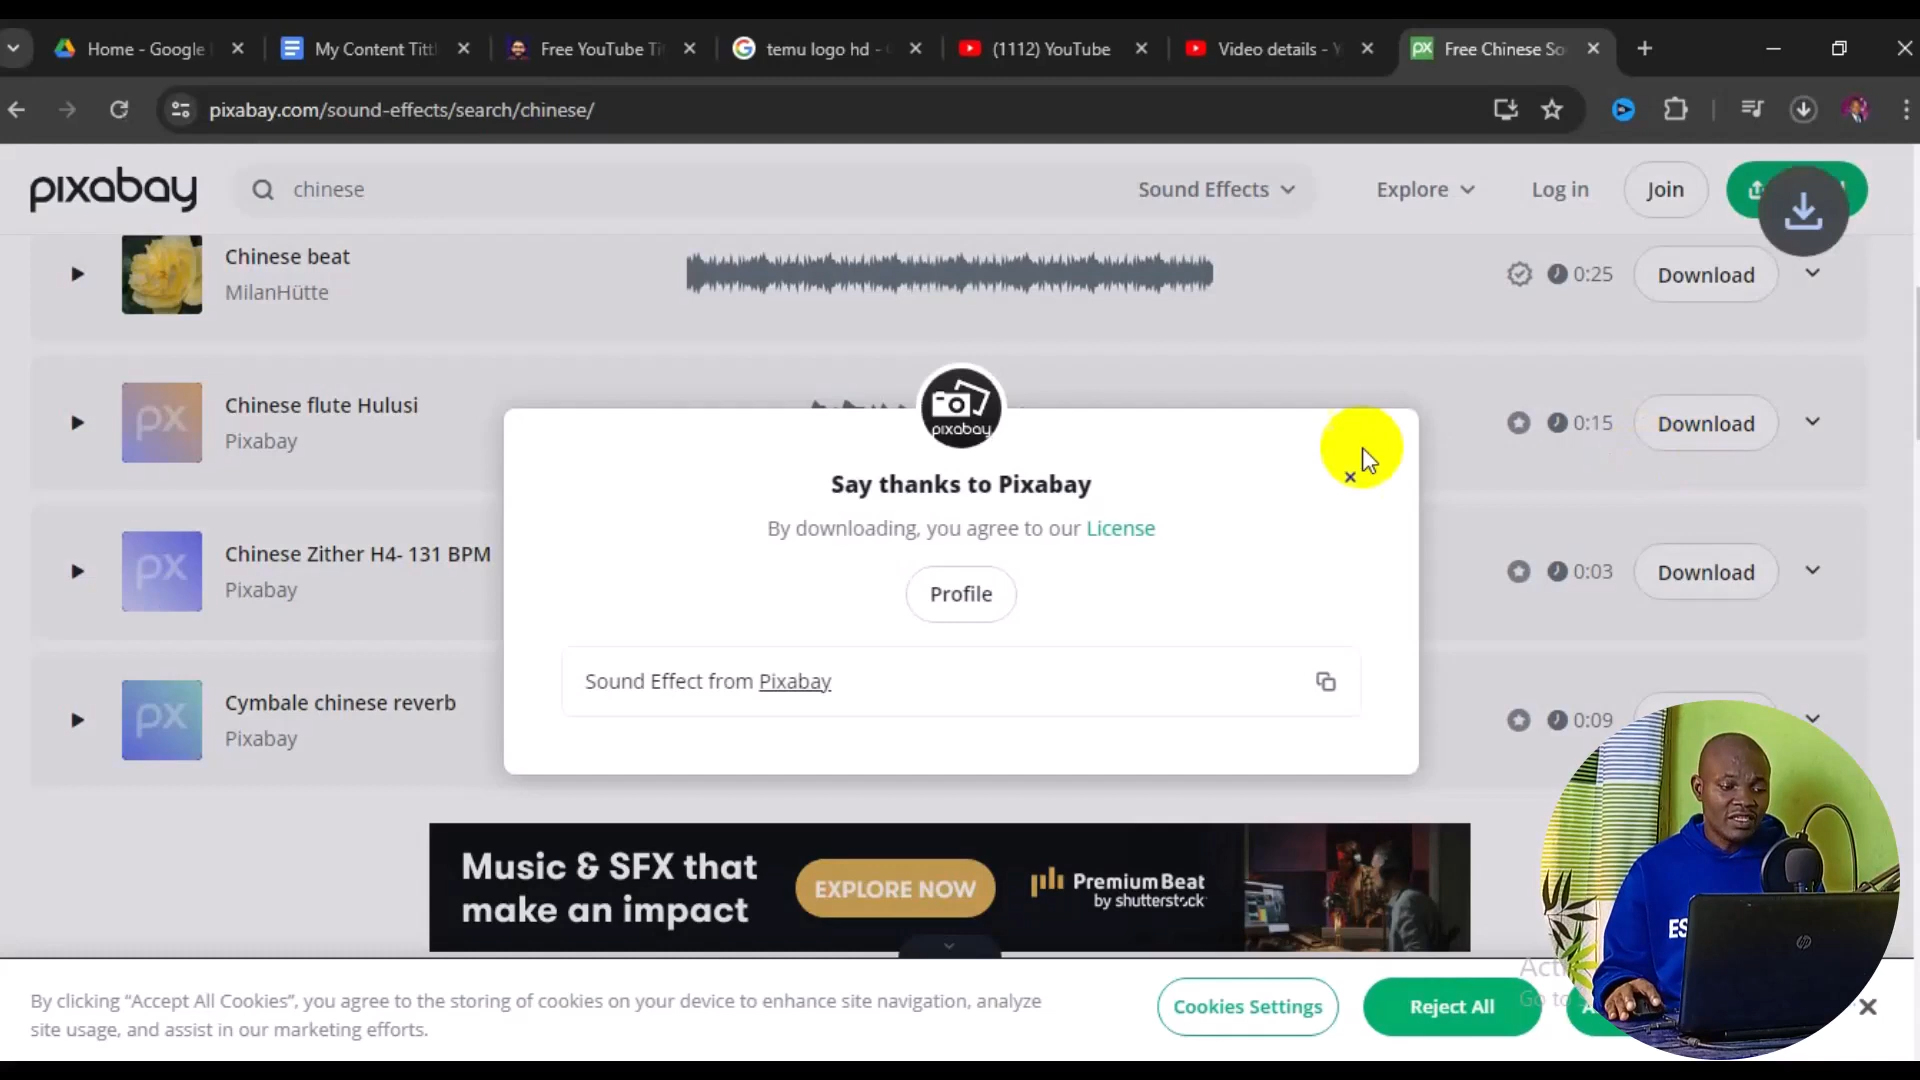 Home - Google
My Content Titl
Free YouTube Ti
temu logo hd -
(1112) YouTube
Video details - Y
Free Chinese So
pixabay.com/sound-effects/search/chinese/
pixabay
chinese
Sound Effects
Explore
Log in
Join
Chinese beat
MilanHütte
0:25
Download
Chinese flute Hulusi
Pixabay
0:15
Download
Chinese Zither H4- 131 BPM
Pixabay
0:03
Download
Cymbale chinese reverb
Pixabay
0:09
pixabay
Say thanks to Pixabay
By downloading, you agree to our License
Profile
Sound Effect from Pixabay
Music & SFX that
make an impact
EXPLORE NOW
PremiumBeat
by shutterstock
By clicking “Accept All Cookies”, you agree to the storing of cookies on your device to enhance site navigation, analyze
site usage, and assist in our marketing efforts.
Cookies Settings
Reject All
ES
hp